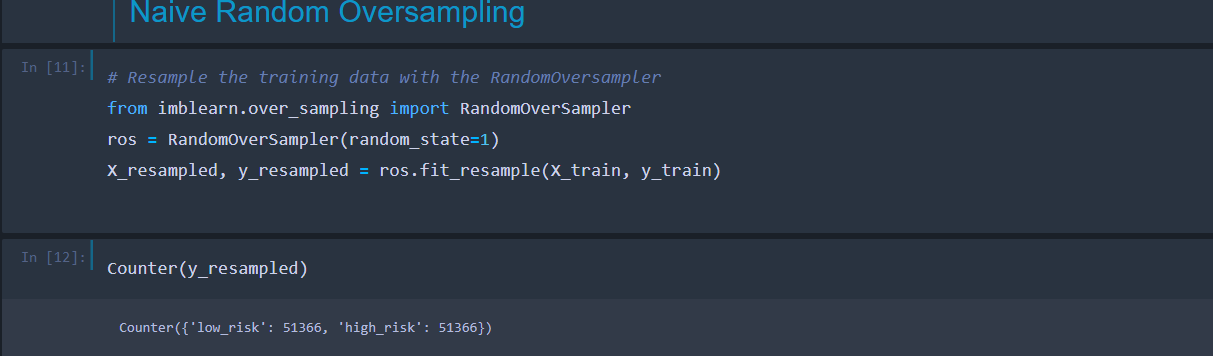 Naive Random Oversampling
In [11]:
# Resample the training data with the RandomOversampler
from imblearn.over_sampling import RandomOverSampler
ros = RandomOverSampler(random_state=1)
X_resampled, y_resampled = ros.fit_resample(X_train, y_train)
In [12]:
Counter(y_resampled)
Counter({'low_risk': 51366, 'high_risk': 51366})